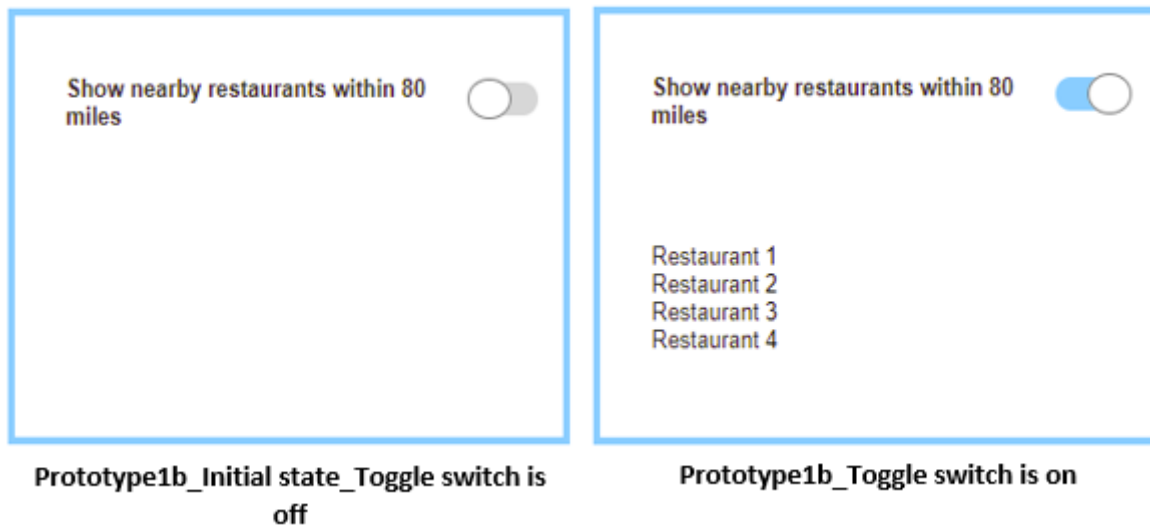 Show nearby restaurants within 80
miles
Prototype1b_Initial state_Toggle switch is
off
Show nearby restaurants within 80
miles
Restaurant 1
Restaurant 2
Restaurant 3
Restaurant 4
Prototype1b_Toggle switch is on